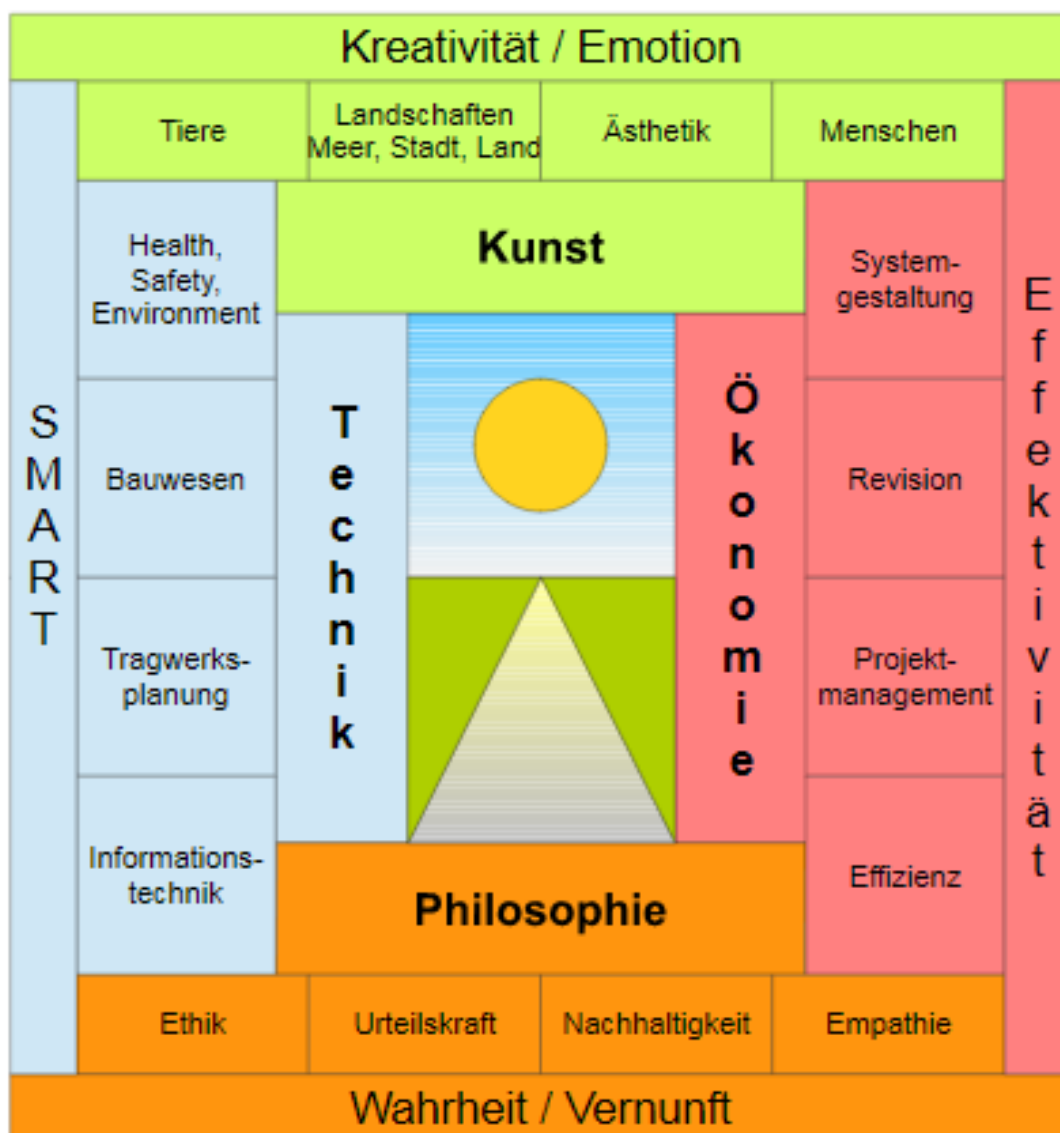 Kreativität / Emotion
Tiere
Landschaften
Meer, Stadt, Land
Ästhetik
Menschen
SMART
Health,
Safety,
Environment
Bauwesen
Tragwerks-
planung
Informations-
technik
Kunst
Technik
Ökonomie
Philosophie
System-
gestaltung
Revision
Projekt-
management
Effizienz
Effektivität
Ethik
Urteilskraft
Nachhaltigkeit
Empathie
Wahrheit / Vernunft